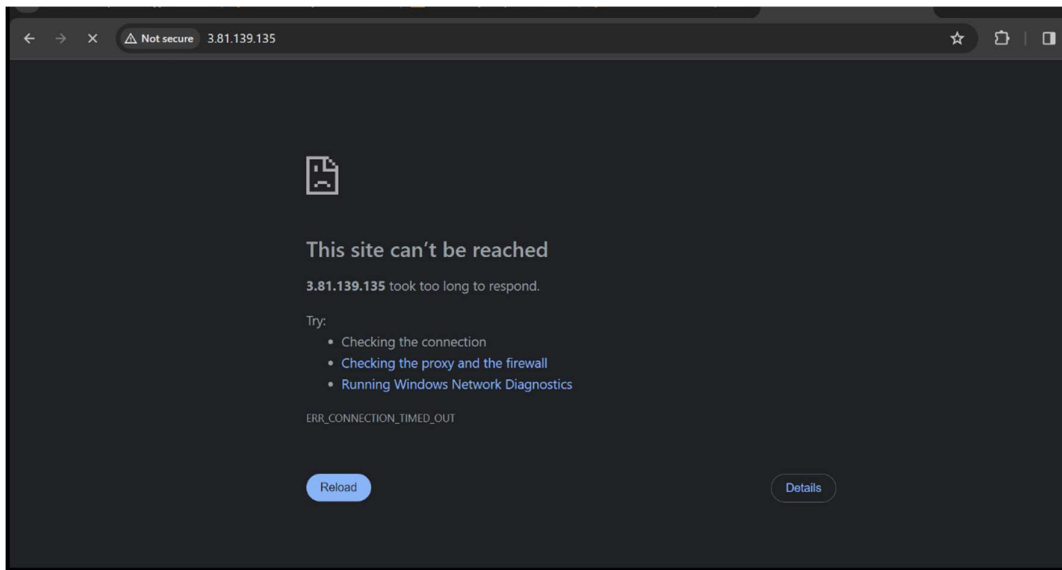 Not secure 3.81.139.135
This site can’t be reached
3.81.139.135 took too long to respond.
Try:
Checking the connection
Checking the proxy and the firewall
Running Windows Network Diagnostics
ERR_CONNECTION_TIMED_OUT
Reload Details